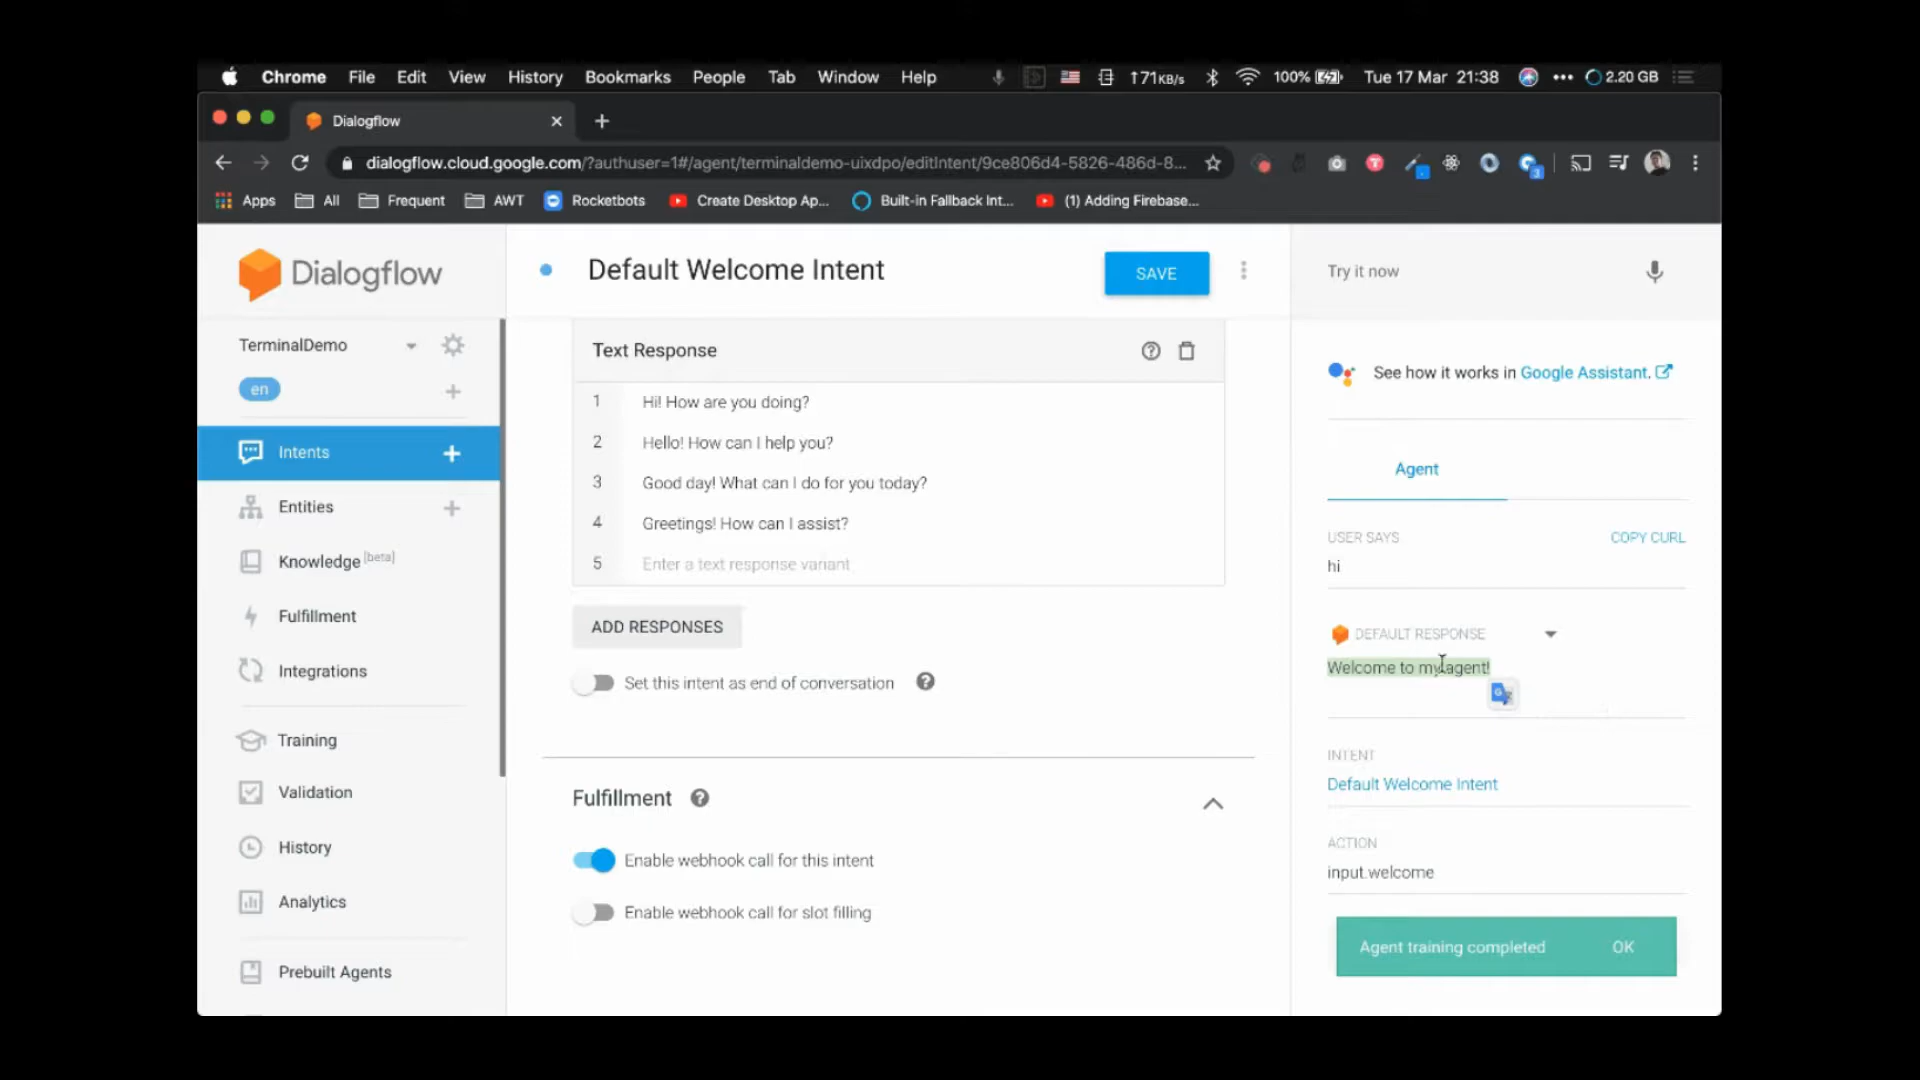 Chrome File Edit View History Bookmarks People Tab Window Help ↑71KB/s 100% Tue 17 Mar 21:38 ••• 2.20 GB
Dialogflow
dialogflow.cloud.google.com/?authuser=1#/agent/terminaldemo-uixdpo/editIntent/9ce806d4-5826-486d-8...
Apps All Frequent AWT Rocketbots Create Desktop Ap... Built-in Fallback Int... (1) Adding Firebase...
Dialogflow
TerminalDemo
en
Intents
Entities
Knowledge [beta]
Fulfillment
Integrations
Training
Validation
History
Analytics
Prebuilt Agents
Default Welcome Intent
SAVE
Text Response
1 Hi! How are you doing?
2 Hello! How can I help you?
3 Good day! What can I do for you today?
4 Greetings! How can I assist?
5 Enter a text response variant
ADD RESPONSES
Set this intent as end of conversation
Fulfillment
Enable webhook call for this intent
Enable webhook call for slot filling
Try it now
See how it works in Google Assistant.
Agent
USER SAYS COPY CURL
hi
DEFAULT RESPONSE
Welcome to my agent!
INTENT
Default Welcome Intent
ACTION
input.welcome
Agent training completed OK